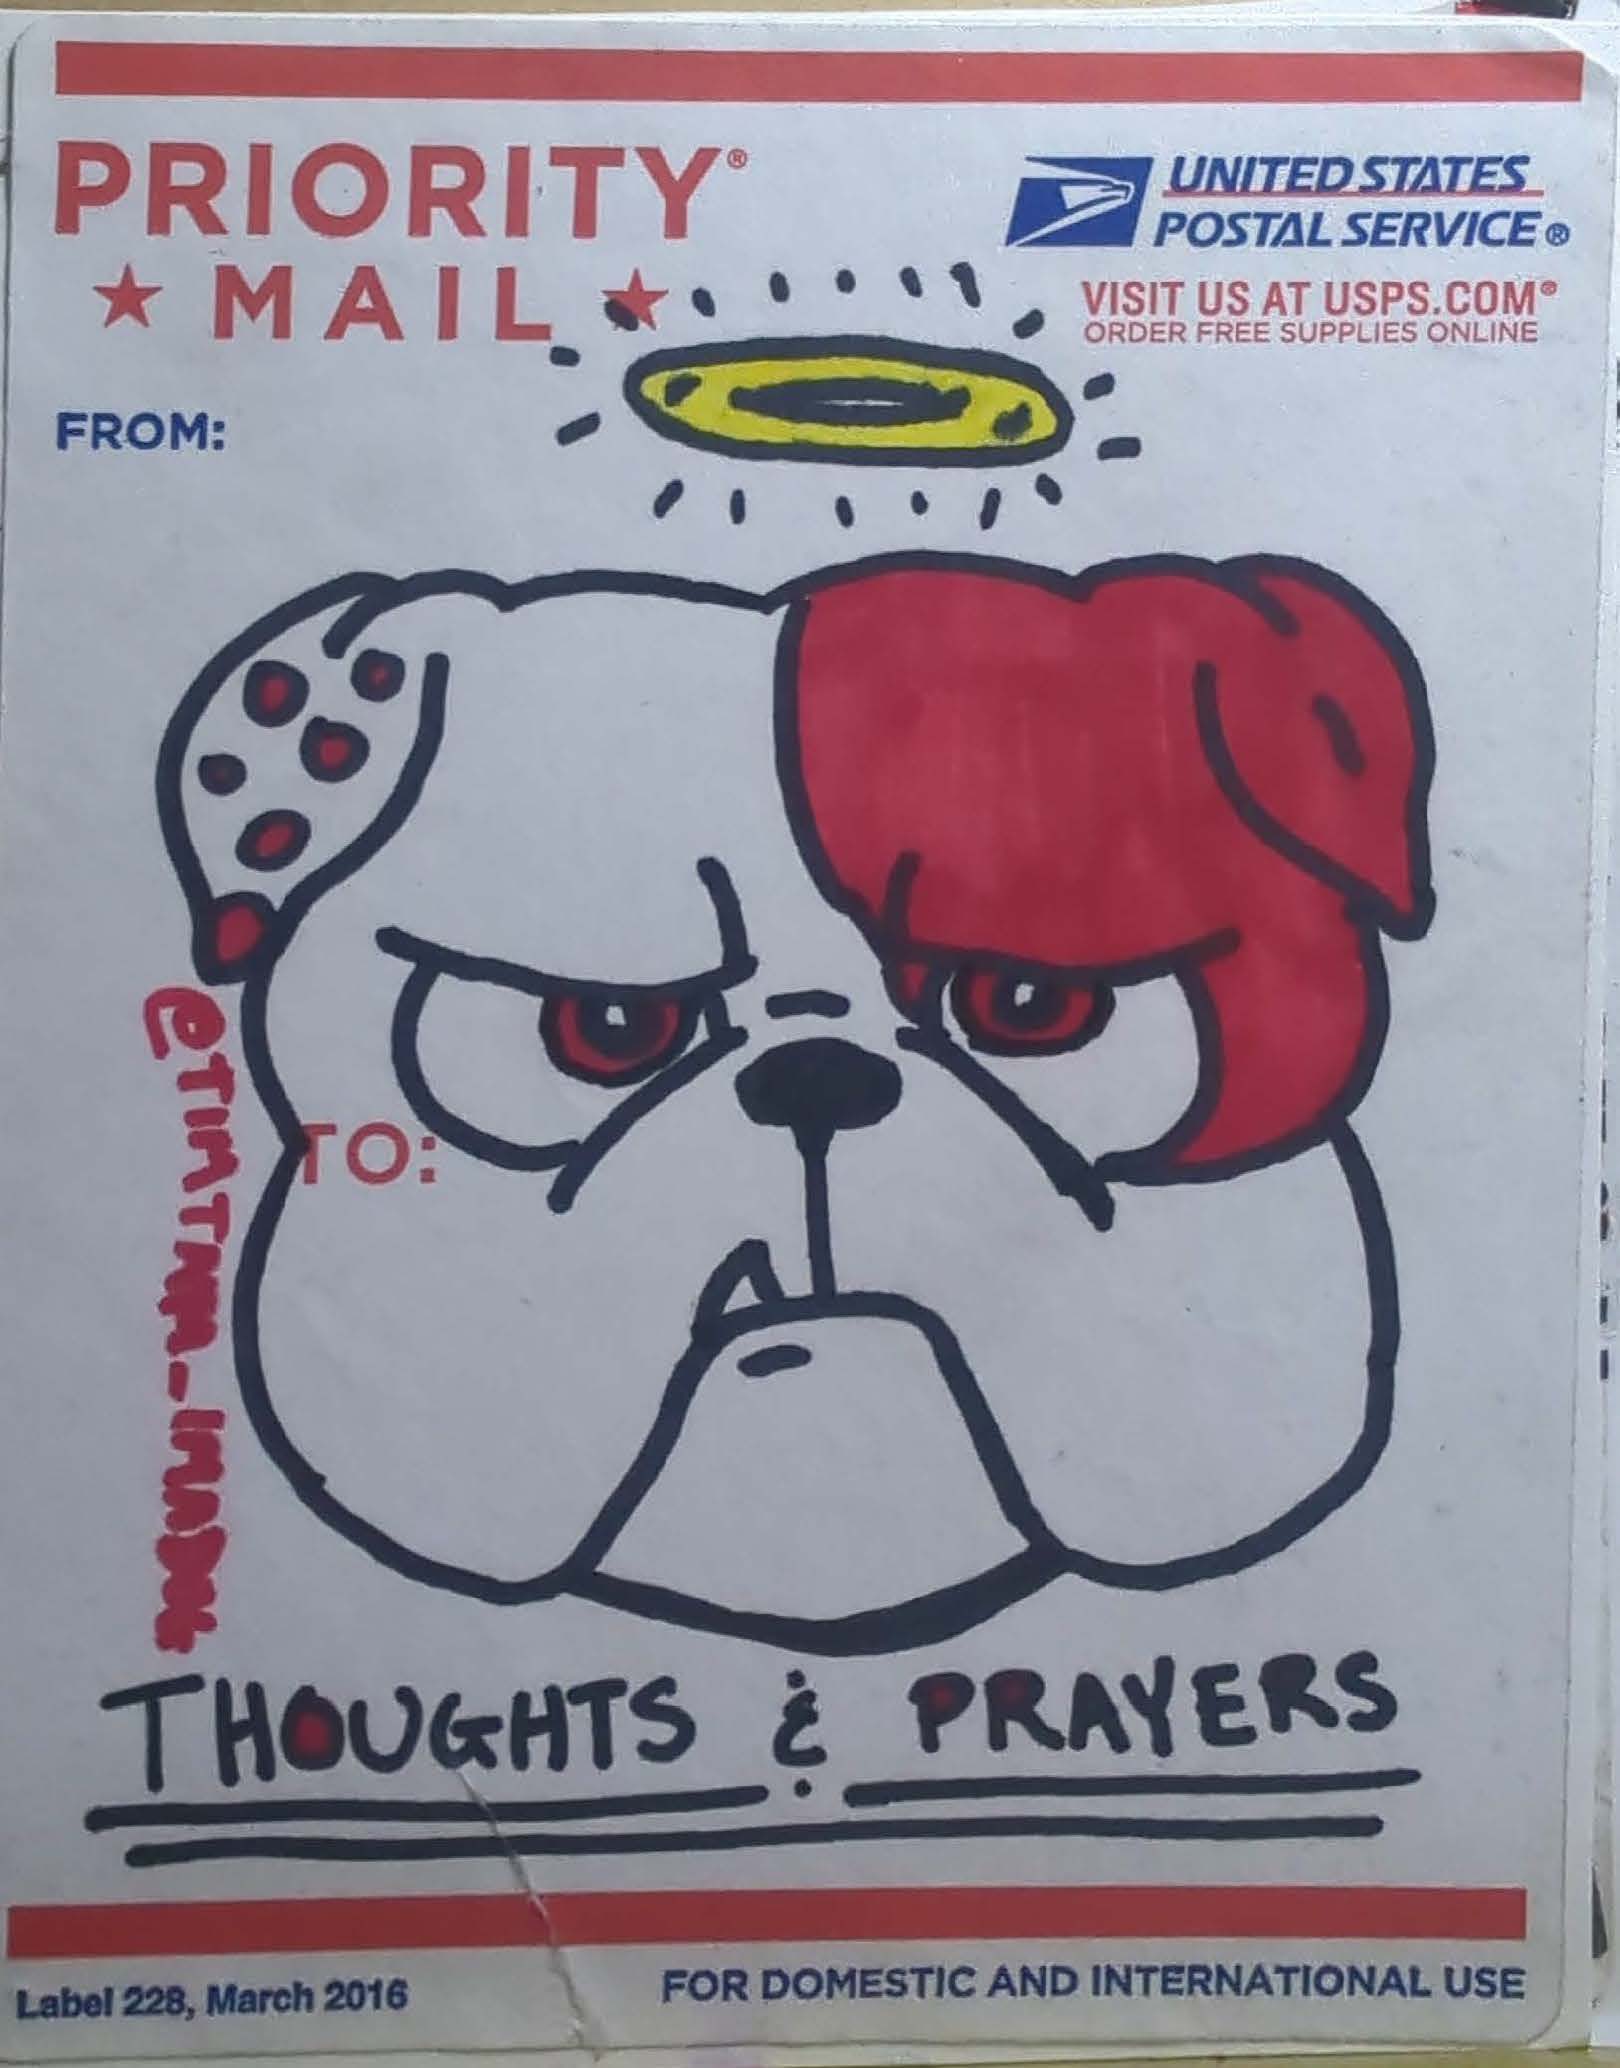 PRIORITY®
★ MAIL ★
UNITED STATES
POSTAL SERVICE®
VISIT US AT USPS.COM®
ORDER FREE SUPPLIES ONLINE
FROM:
TO:
THOUGHTS & PRAYERS
Label 228, March 2016
FOR DOMESTIC AND INTERNATIONAL USE